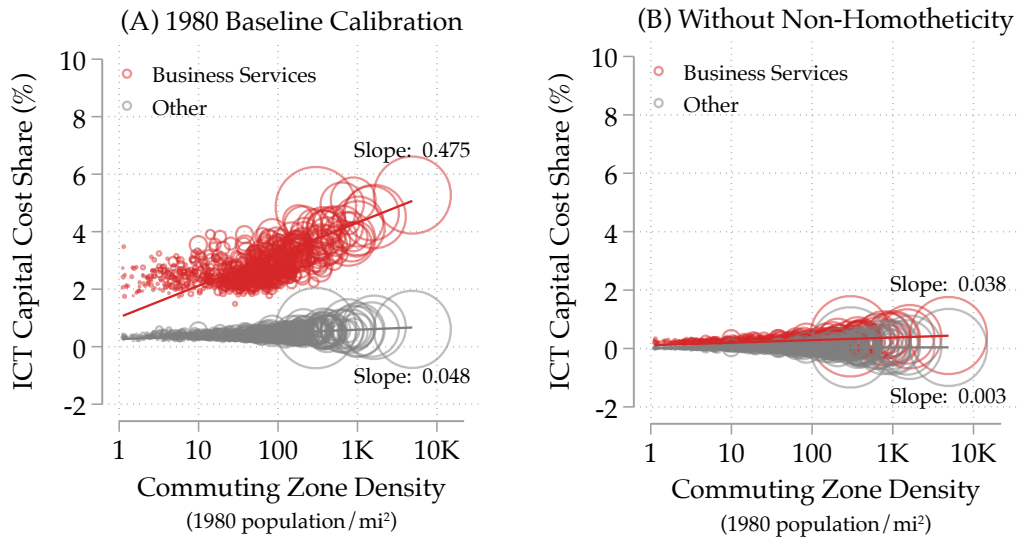 (A) 1980 Baseline Calibration
ICT Capital Cost Share (%)
10
8
6
4
2
0
-2
Business Services
Other
Slope: 0.475
Slope: 0.048
1
10
100
1K
10K
Commuting Zone Density
(1980 population/mi²)
(B) Without Non-Homotheticity
ICT Capital Cost Share (%)
10
8
6
4
2
0
-2
Business Services
Other
Slope: 0.038
Slope: 0.003
1
10
100
1K
10K
Commuting Zone Density
(1980 population/mi²)